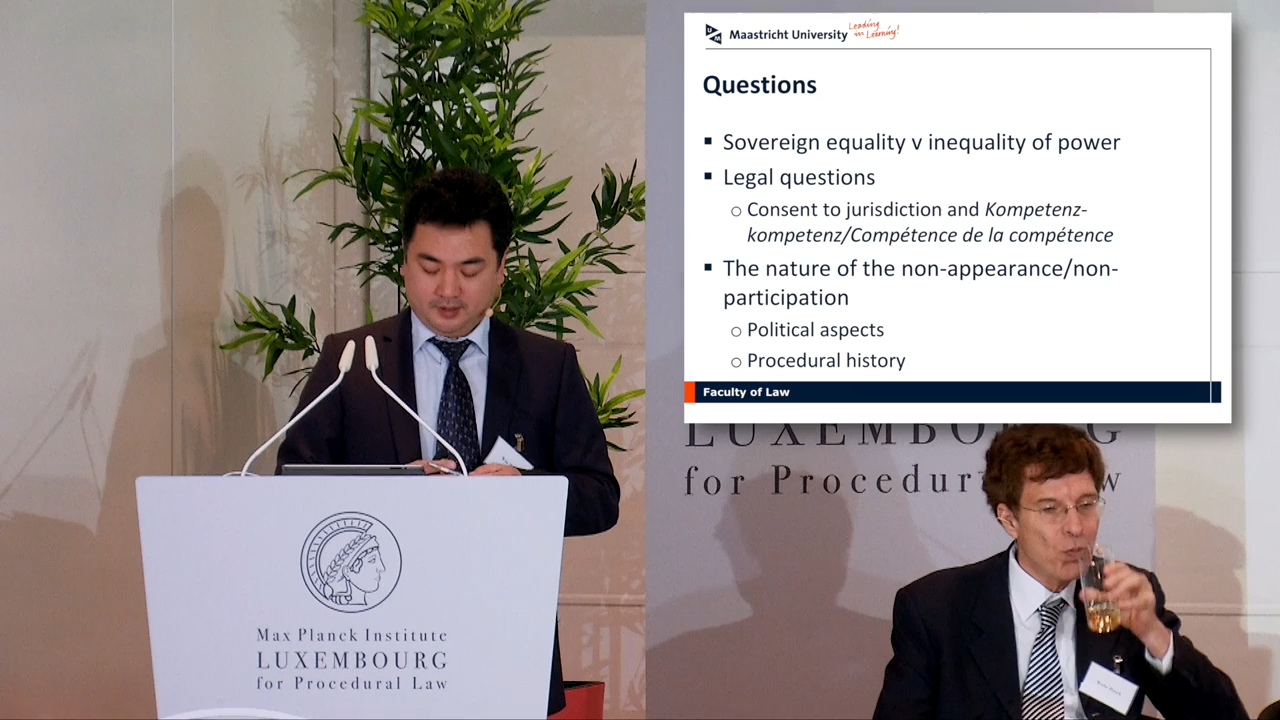 Maastricht University
Leading
in Learning!
Questions
Sovereign equality v inequality of power
Legal questions
Consent to jurisdiction and Kompetenz-
kompetenz/Compétence de la compétence
The nature of the non-appearance/non-
participation
Political aspects
Procedural history
Faculty of Law
LUXEMBOURG
for Procedur w
Max Planck Institute
LUXEMBOURG
for Procedural Law